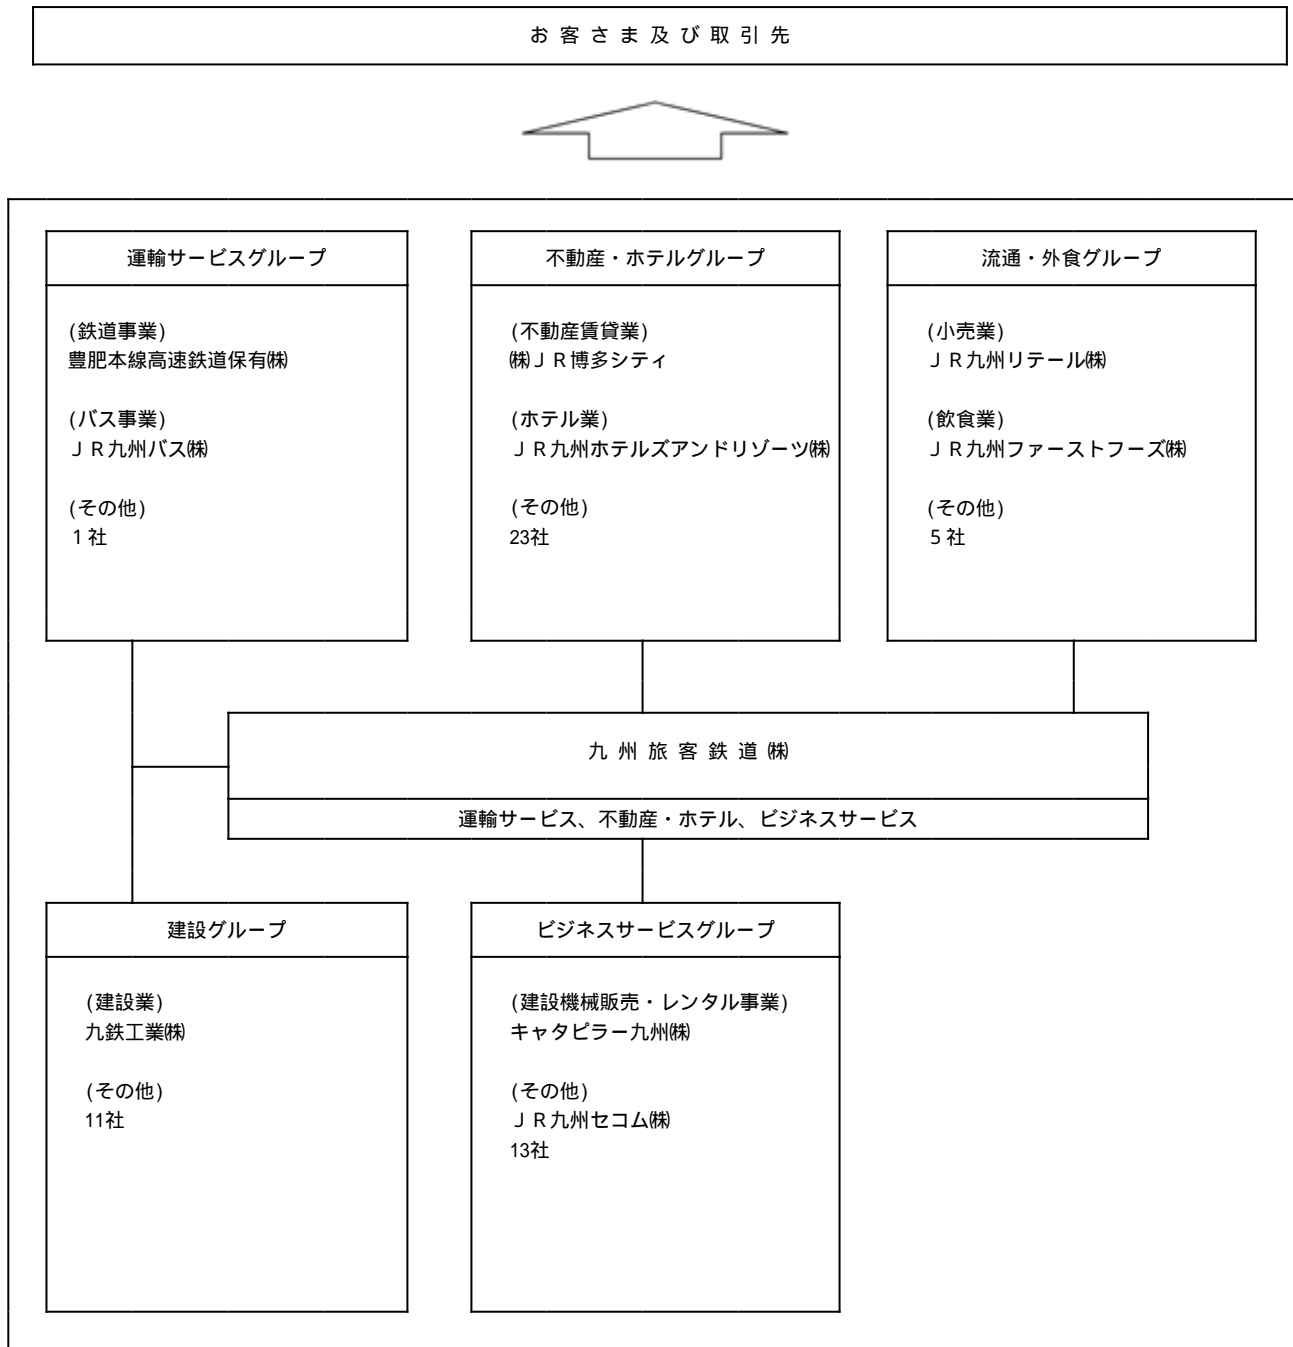 お客さま及び取引先
運輸サービスグループ
(鉄道事業)
豊肥本線高速鉄道保有㈱
(バス事業)
ＪＲ九州バス㈱
(その他)
1社
不動産・ホテルグループ
(不動産賃貸業)
㈱ＪＲ博多シティ
(ホテル業)
ＪＲ九州ホテルズアンドリゾーツ㈱
(その他)
23社
流通・外食グループ
(小売業)
ＪＲ九州リテール㈱
(飲食業)
ＪＲ九州ファーストフーズ㈱
(その他)
5社
九州旅客鉄道㈱
運輸サービス、不動産・ホテル、ビジネスサービス
建設グループ
(建設業)
九鉄工業㈱
(その他)
11社
ビジネスサービスグループ
(建設機械販売・レンタル事業)
キャタピラー九州㈱
(その他)
ＪＲ九州セコム㈱
13社